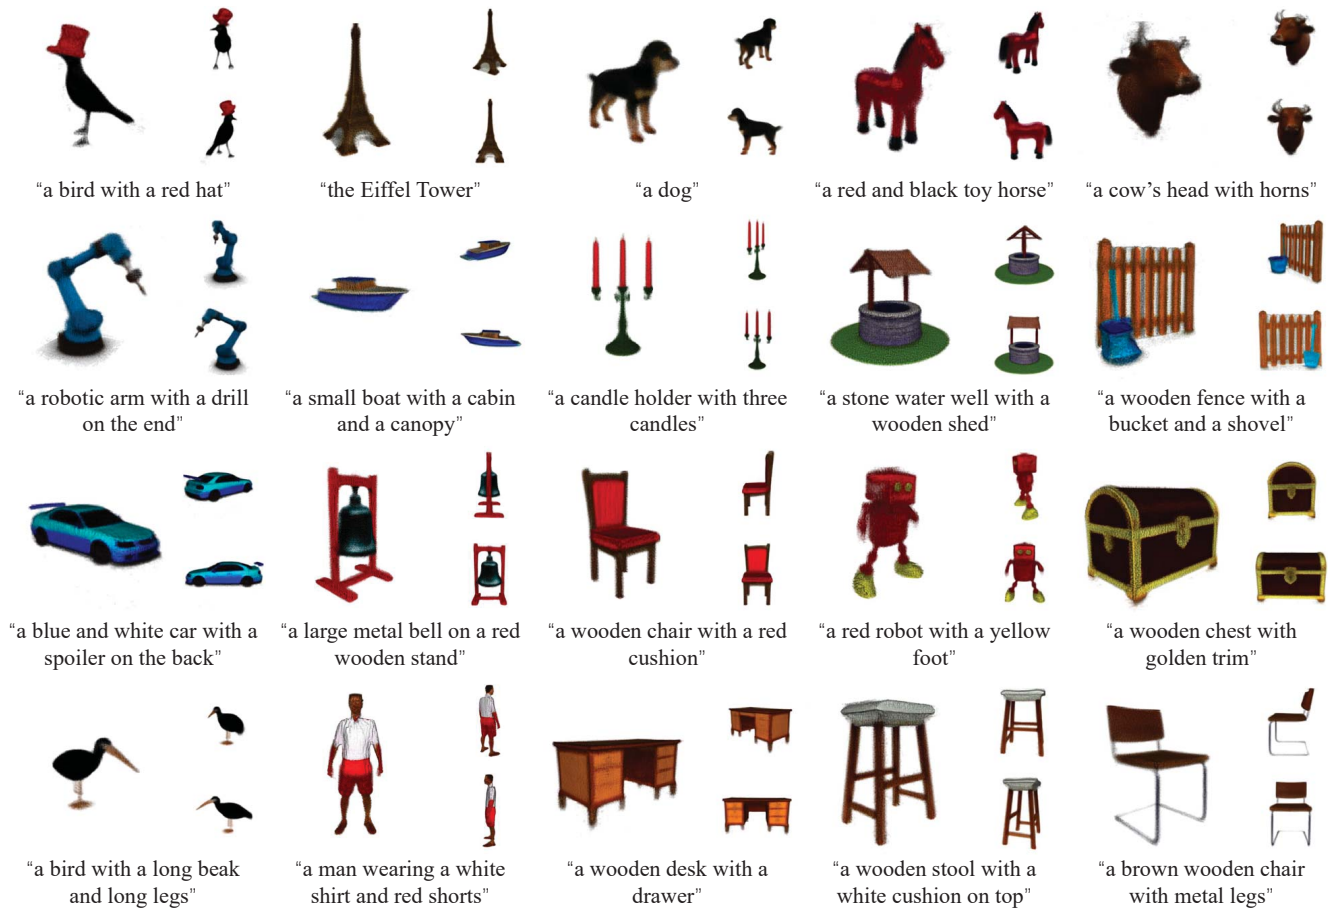 “a bird with a red hat”
“the Eiffel Tower”
“a dog”
“a red and black toy horse”
“a cow’s head with horns”
“a robotic arm with a drill
on the end”
“a small boat with a cabin
and a canopy”
“a candle holder with three
candles”
“a stone water well with a
wooden shed”
“a wooden fence with a
bucket and a shovel”
“a blue and white car with a
spoiler on the back”
“a large metal bell on a red
wooden stand”
“a wooden chair with a red
cushion”
“a red robot with a yellow
foot”
“a wooden chest with
golden trim”
“a bird with a long beak
and long legs”
“a man wearing a white
shirt and red shorts”
“a wooden desk with a
drawer”
“a wooden stool with a
white cushion on top”
“a brown wooden chair
with metal legs”